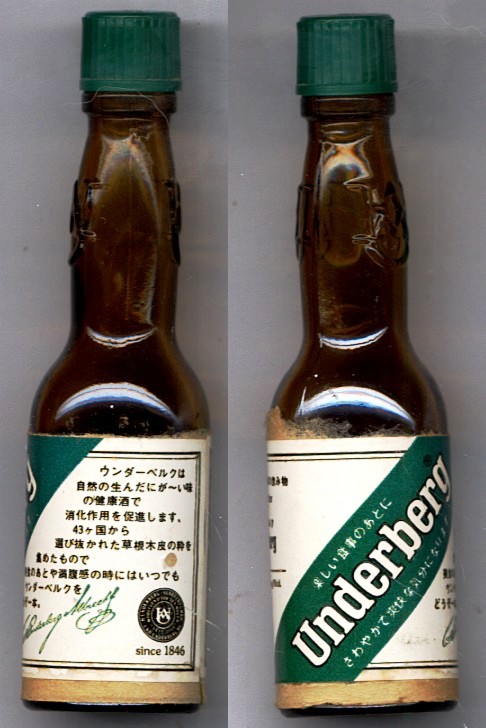 ウンダーベルクは
自然の生んだにが〜い味
の健康酒で
消化作用を促進します。
43ヶ国から
選び抜かれた草根木皮の粋を
集めたもので
のあとや満腹感の時にはいつでも
ンダーベルクを
since 1846
楽しい食事のあとに
Underberg®
さわやかで爽快な気分になりま